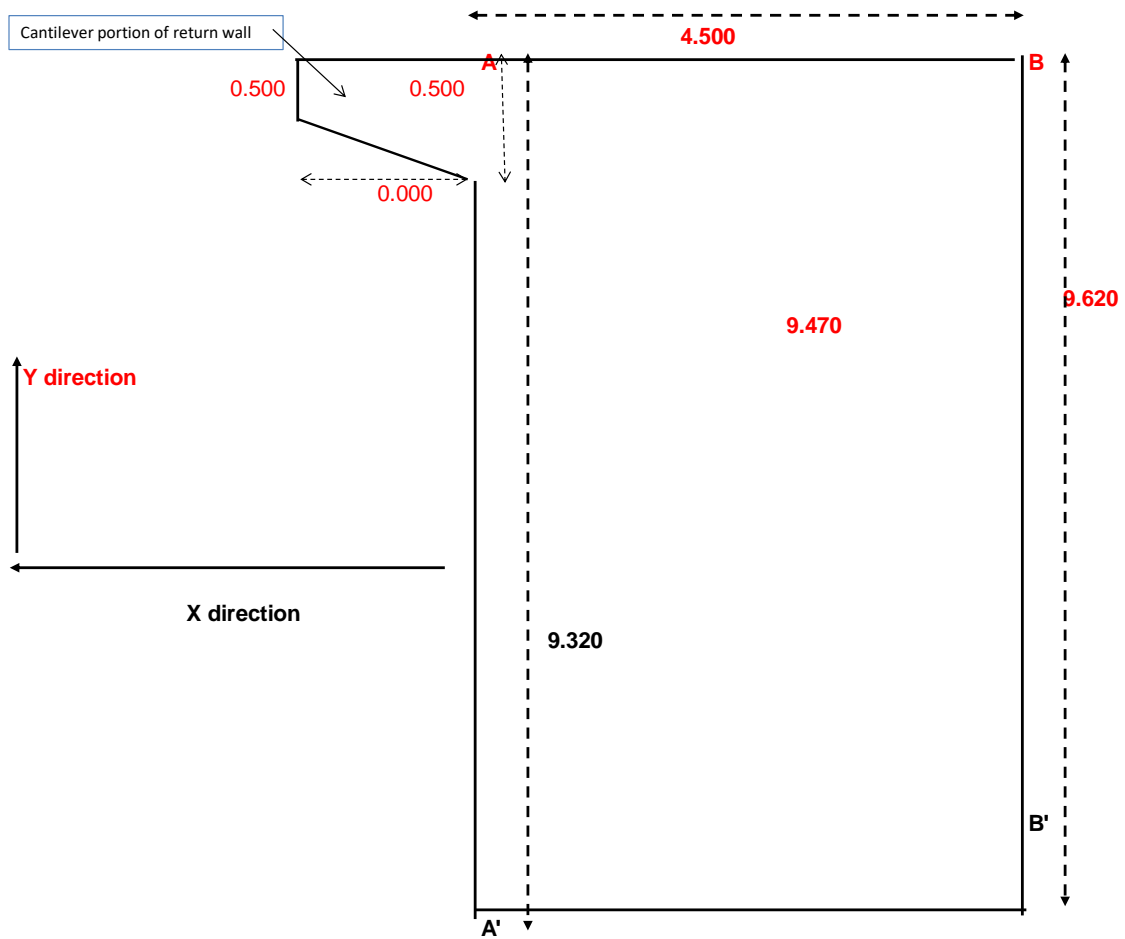 Cantilever portion of return wall
4.500
A
B
0.500
0.500
0.000
9.620
9.470
Y direction
X direction
9.320
B'
A'